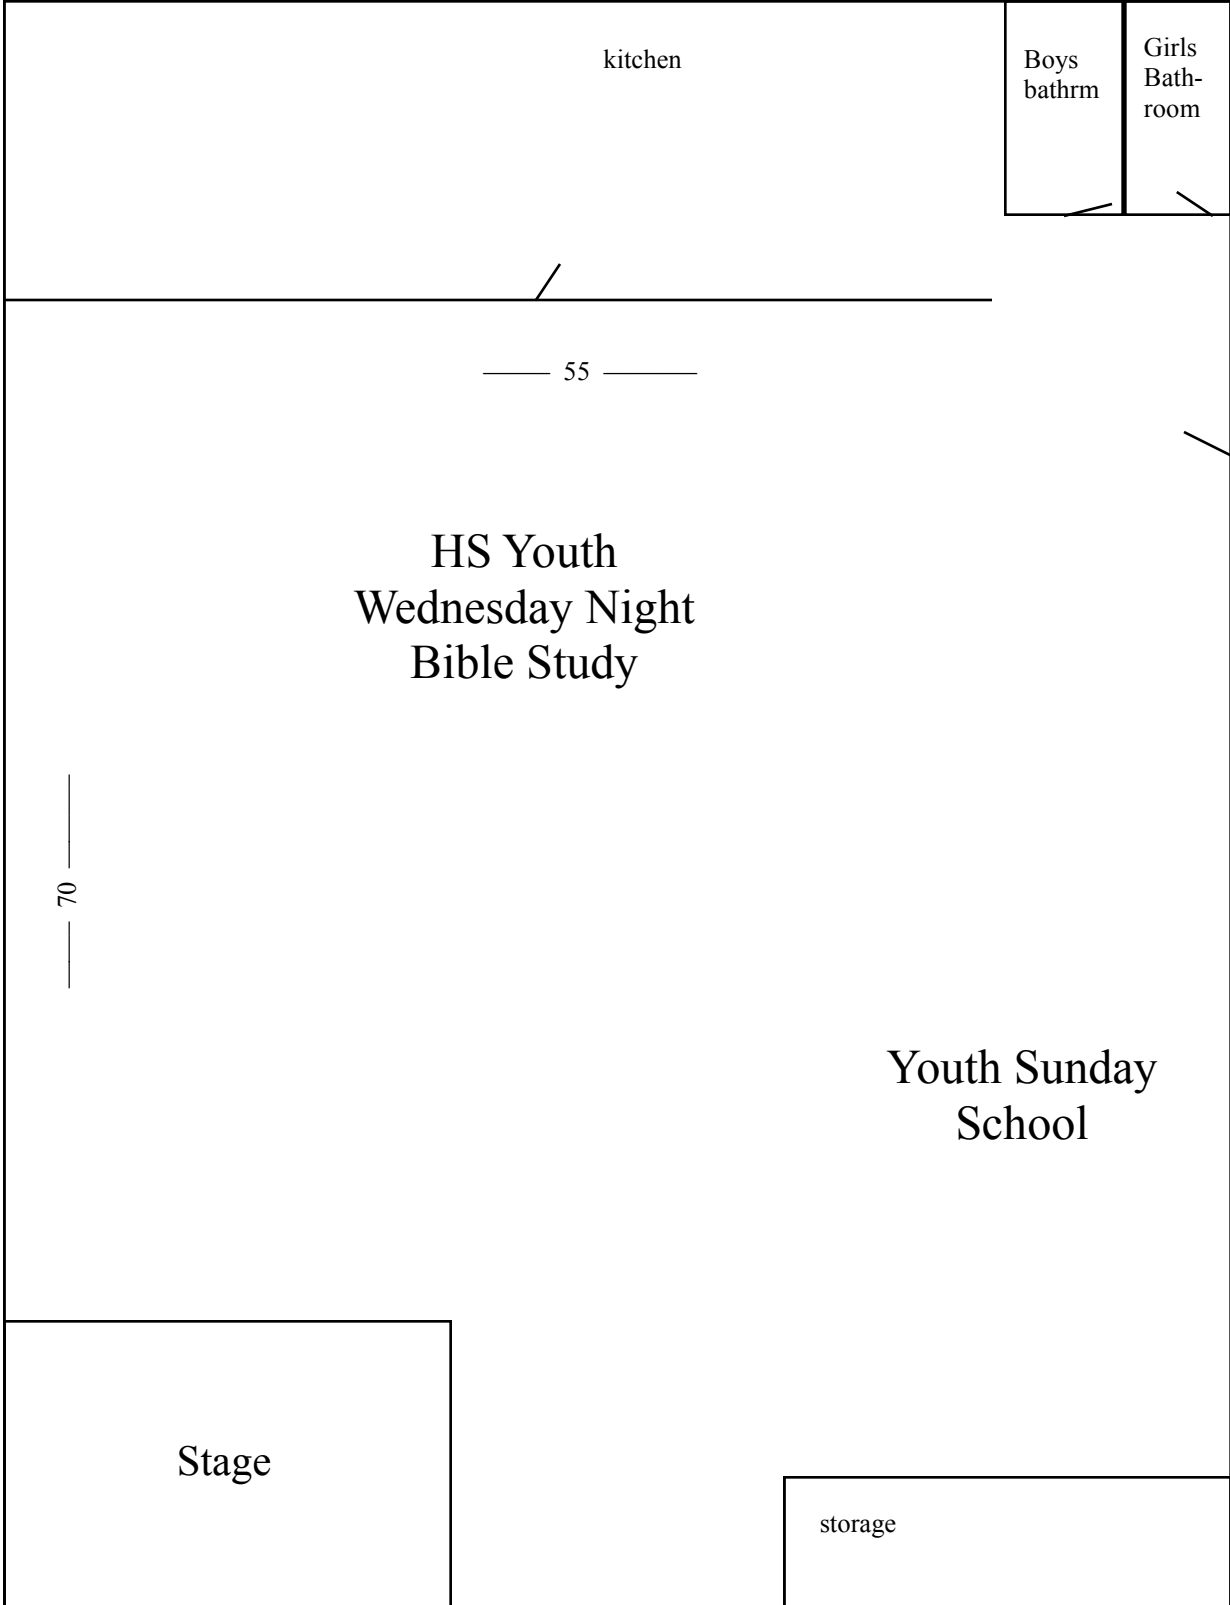 kitchen
Boys
bathrm
Girls
Bath-
room
55
HS Youth
Wednesday Night
Bible Study
70
Youth Sunday
School
Stage
storage